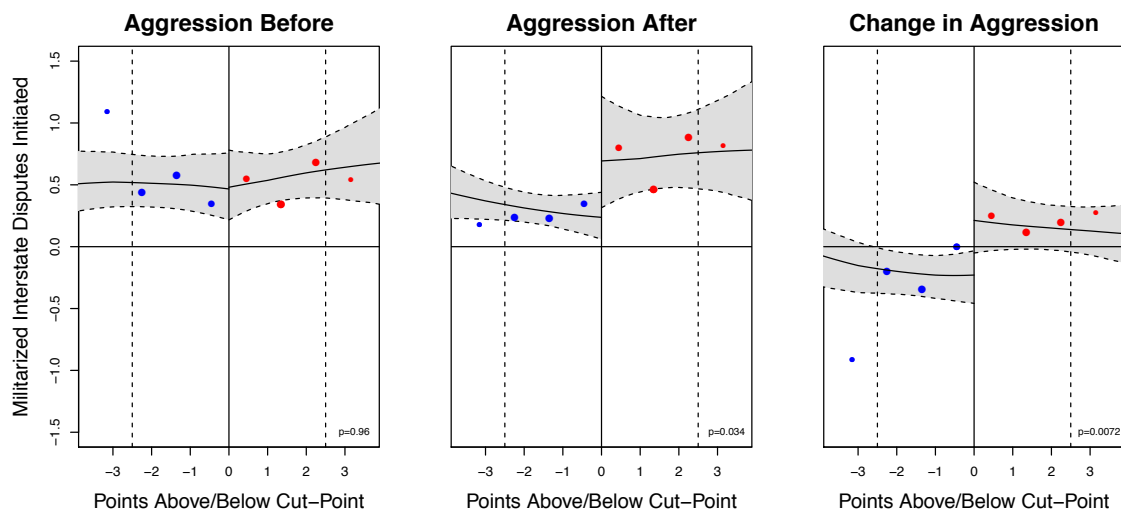 Aggression Before
Aggression After
Change in Aggression
Militarized Interstate Disputes Initiated
1.5
1.0
0.5
0.0
−0.5
−1.0
−1.5
p=0.96
p=0.034
p=0.0072
−3 −2 −1 0 1 2 3
−3 −2 −1 0 1 2 3
−3 −2 −1 0 1 2 3
Points Above/Below Cut−Point
Points Above/Below Cut−Point
Points Above/Below Cut−Point